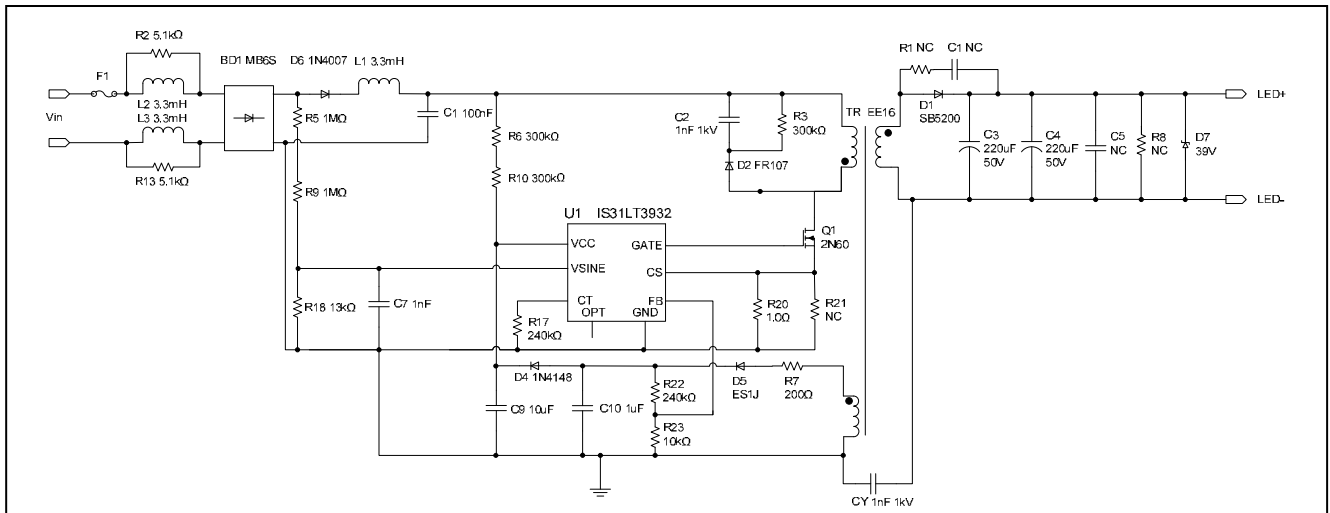 R2 5.1kΩ
F1
L2 3.3mH
L3 3.3mH
Vin
R13 5.1kΩ
BD1 MB6S
D6 1N4007
L1 3.3mH
R5 1MΩ
C1 100nF
R9 1MΩ
R6 300kΩ
R10 300kΩ
C2
1nF 1kV
R3
300kΩ
D2 FR107
TR EE16
R1 NC
C1 NC
D1
SB5200
C3
220uF
50V
C4
220uF
50V
C5
NC
R8
NC
D7
39V
LED+
LED-
U1 IS31LT3932
VCC
GATE
VSINE
CS
CT
FB
OPT
GND
Q1
2N60
R18 13kΩ
C7 1nF
R17
240kΩ
R20
1.0Ω
R21
NC
D4 1N4148
D5
ES1J
R7
200Ω
R22
240kΩ
C9 10uF
C10 1uF
R23
10kΩ
CY 1nF 1kV